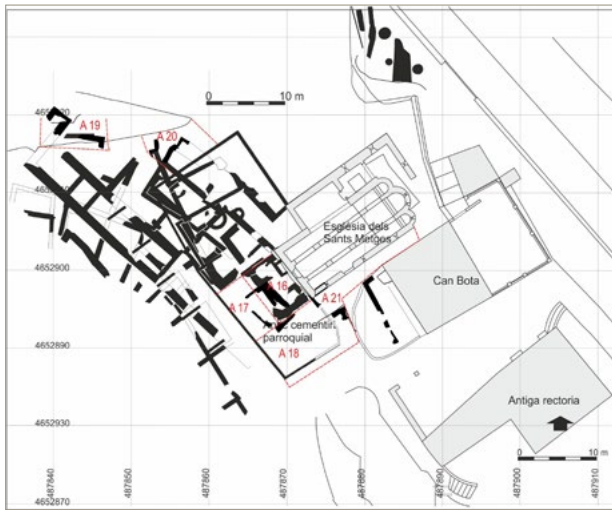 A 19
A 20
0 10 m
Església dels
Sants Metges
4652900
Can Bota
A 16
A 17
A 21
cementiri
parroquial
4652890
A 18
Antiga rectoria
4652930
0 10 m
4652870
487840
487850
487860
487870
487880
487890
487900
487910